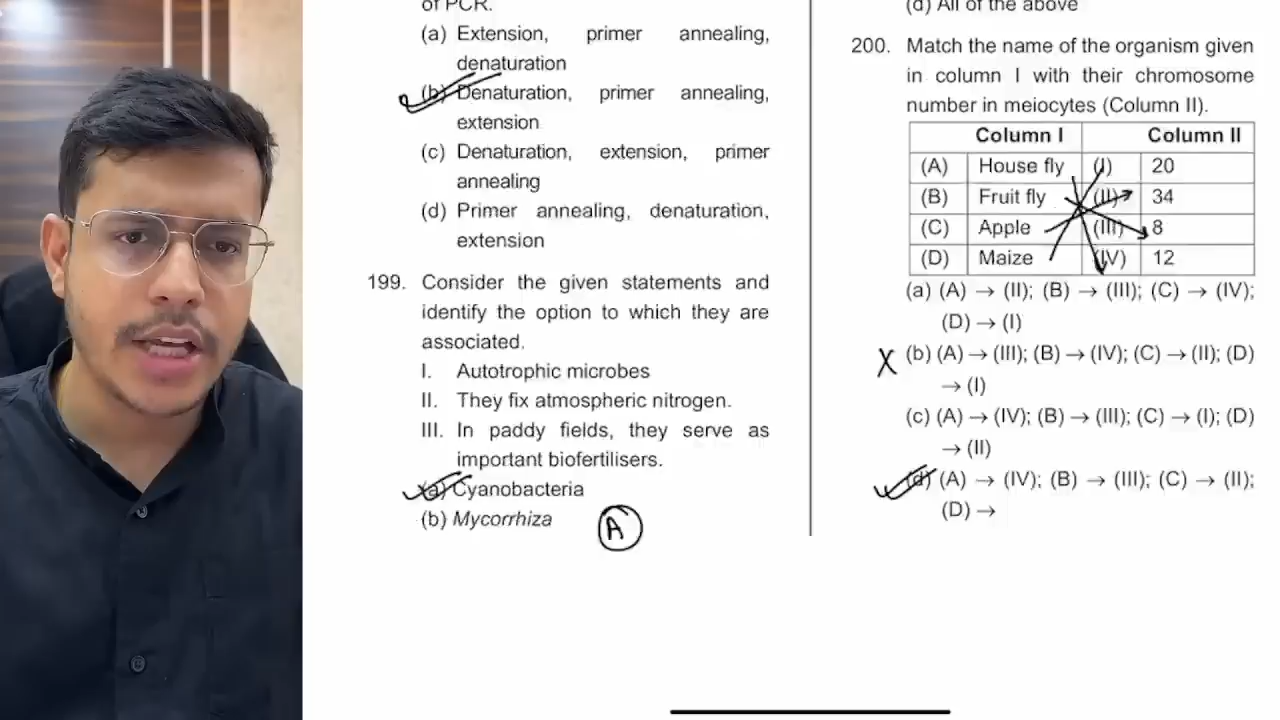 of PCR.
(a) Extension, primer annealing,
denaturation
(b) Denaturation, primer annealing,
extension
(c) Denaturation, extension, primer
annealing
(d) Primer annealing, denaturation,
extension
199. Consider the given statements and
identify the option to which they are
associated.
I. Autotrophic microbes
II. They fix atmospheric nitrogen.
III. In paddy fields, they serve as
important biofertilisers.
(a) Cyanobacteria
(b) Mycorrhiza
A
(d) All of the above
200. Match the name of the organism given
in column I with their chromosome
number in meiocytes (Column II).
Column I Column II
(A) House fly (I) 20
(B) Fruit fly (II) 34
(C) Apple (III) 8
(D) Maize (IV) 12
(a) (A) → (II); (B) → (III); (C) → (IV);
(D) → (I)
X (b) (A) → (III); (B) → (IV); (C) → (II); (D)
→ (I)
(c) (A) → (IV); (B) → (III); (C) → (I); (D)
→ (II)
(d) (A) → (IV); (B) → (III); (C) → (II);
(D) →